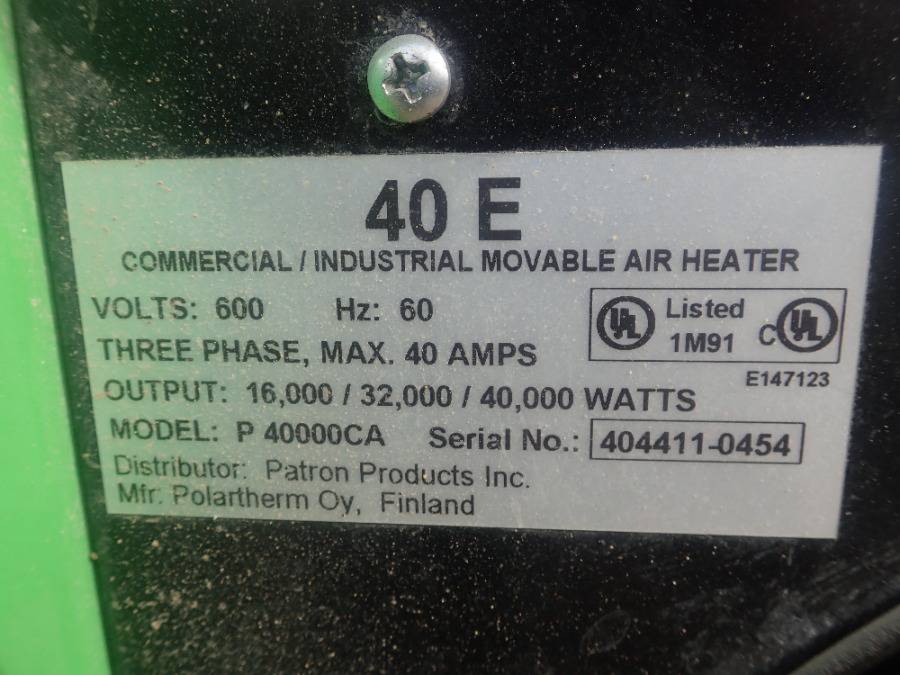 40 E
COMMERCIAL / INDUSTRIAL MOVABLE AIR HEATER
VOLTS: 600 Hz: 60
UL Listed 1M91 C UL
THREE PHASE, MAX. 40 AMPS
E147123
OUTPUT: 16,000 / 32,000 / 40,000 WATTS
MODEL: P 40000CA Serial No.: 404411-0454
Distributor: Patron Products Inc.
Mfr: Polartherm Oy, Finland